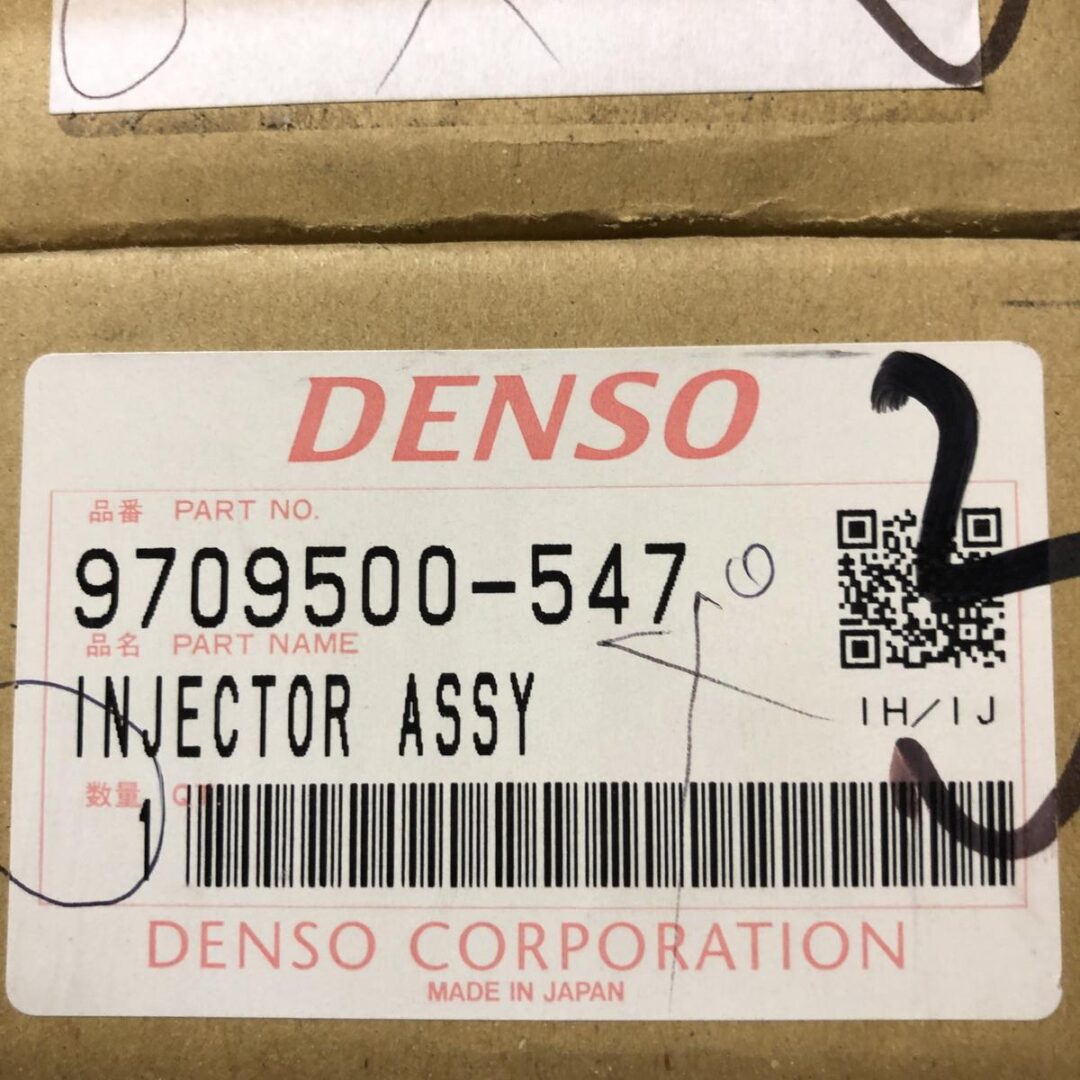 DENSO
品番 PART NO.
9709500-547
品名 PART NAME
INJECTOR ASSY
IH/IJ
数量
1
DENSO CORPORATION
MADE IN JAPAN